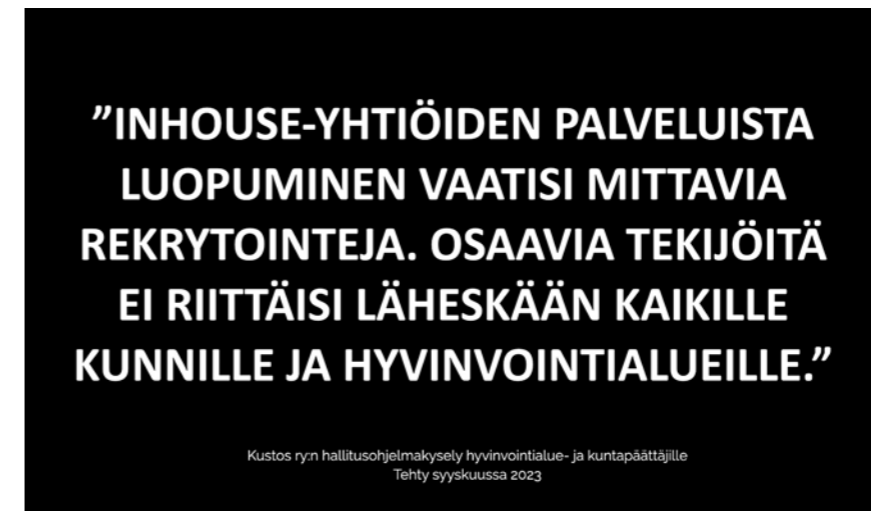 ”INHOUSE-YHTIÖIDEN PALVELUISTA
LUOPUMINEN VAATISI MITTAVIA
REKRYTOINTEJA. OSAAVIA TEKIJÖITÄ
EI RIITTÄISI LÄHESKÄÄN KAIKILLE
KUNNILLE JA HYVINVOINTIALUEILLE.”
Kustos ry:n hallitusohjelmakysely hyvinvointialue- ja kuntapäättäjille
Tehty syyskuussa 2023